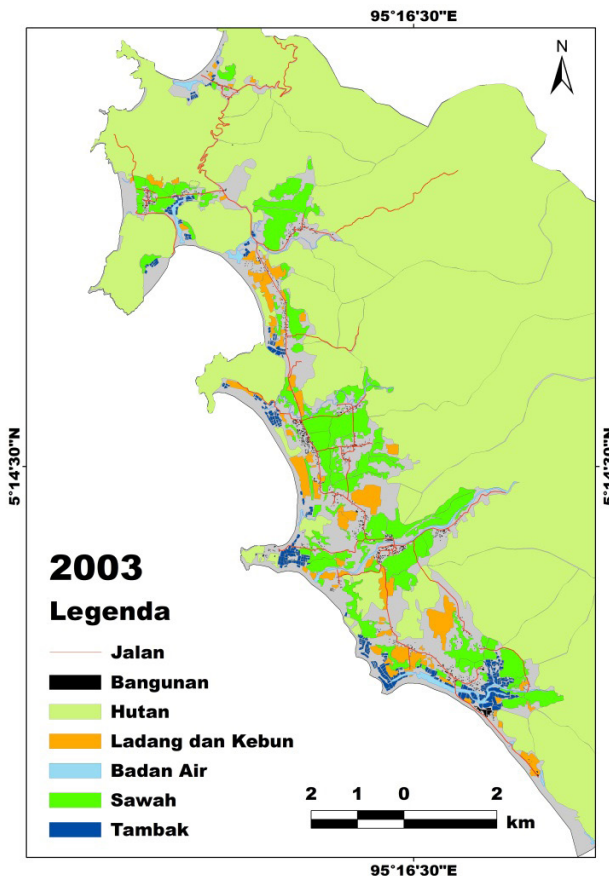 95°16'30"E
N
5°14'30"N
5°14'30"N
2003
Legenda
Jalan
Bangunan
Hutan
Ladang dan Kebun
Badan Air
Sawah
Tambak
2 1 0 2
km
95°16'30"E